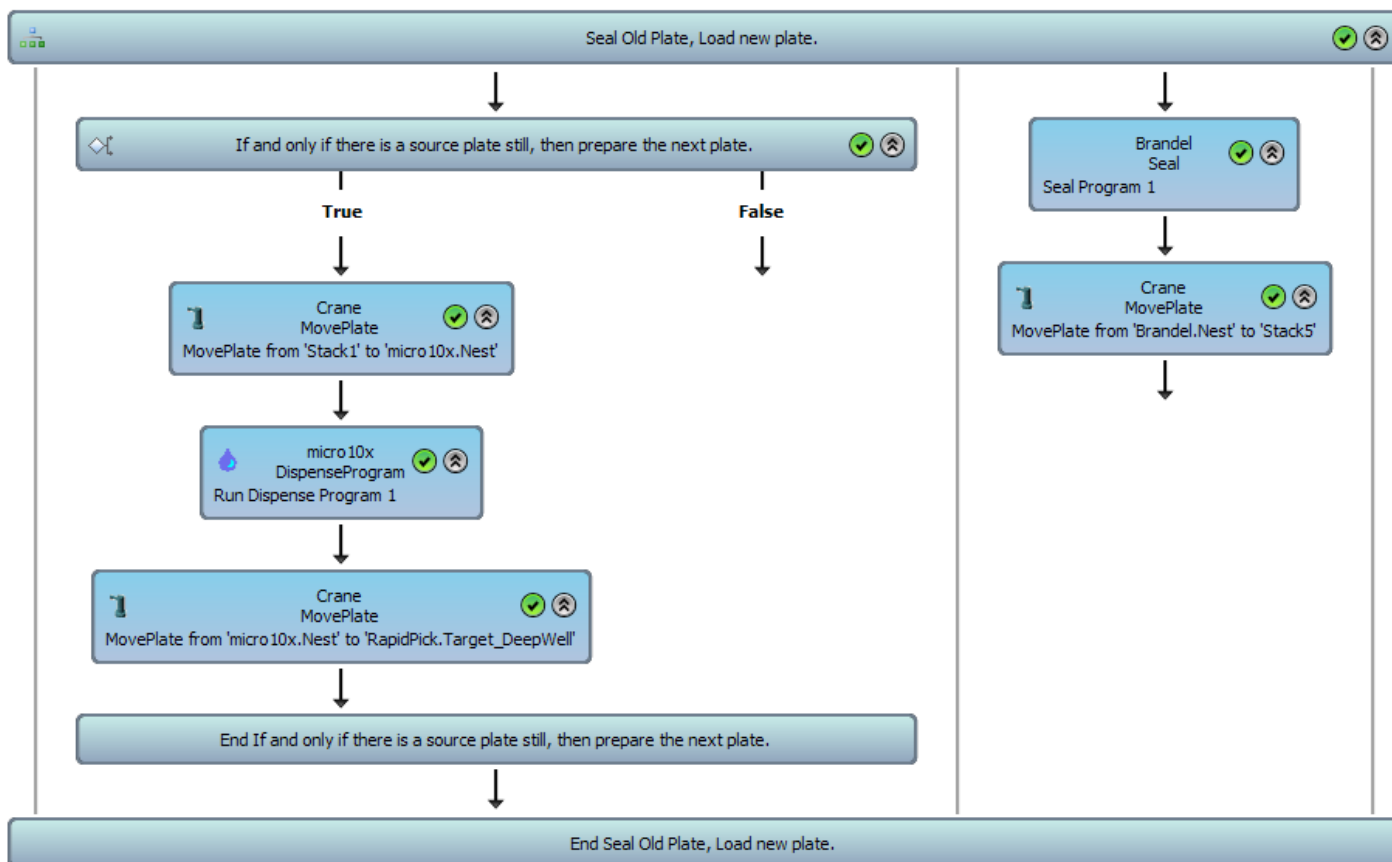 Seal Old Plate, Load new plate.
If and only if there is a source plate still, then prepare the next plate.
True
False
Crane
MovePlate
MovePlate from 'Stack1' to 'micro10x.Nest'
micro10x
DispenseProgram
Run Dispense Program 1
Crane
MovePlate
MovePlate from 'micro10x.Nest' to 'RapidPick.Target_DeepWell'
End If and only if there is a source plate still, then prepare the next plate.
Brandel
Seal
Seal Program 1
Crane
MovePlate
MovePlate from 'Brandel.Nest' to 'Stack5'
End Seal Old Plate, Load new plate.